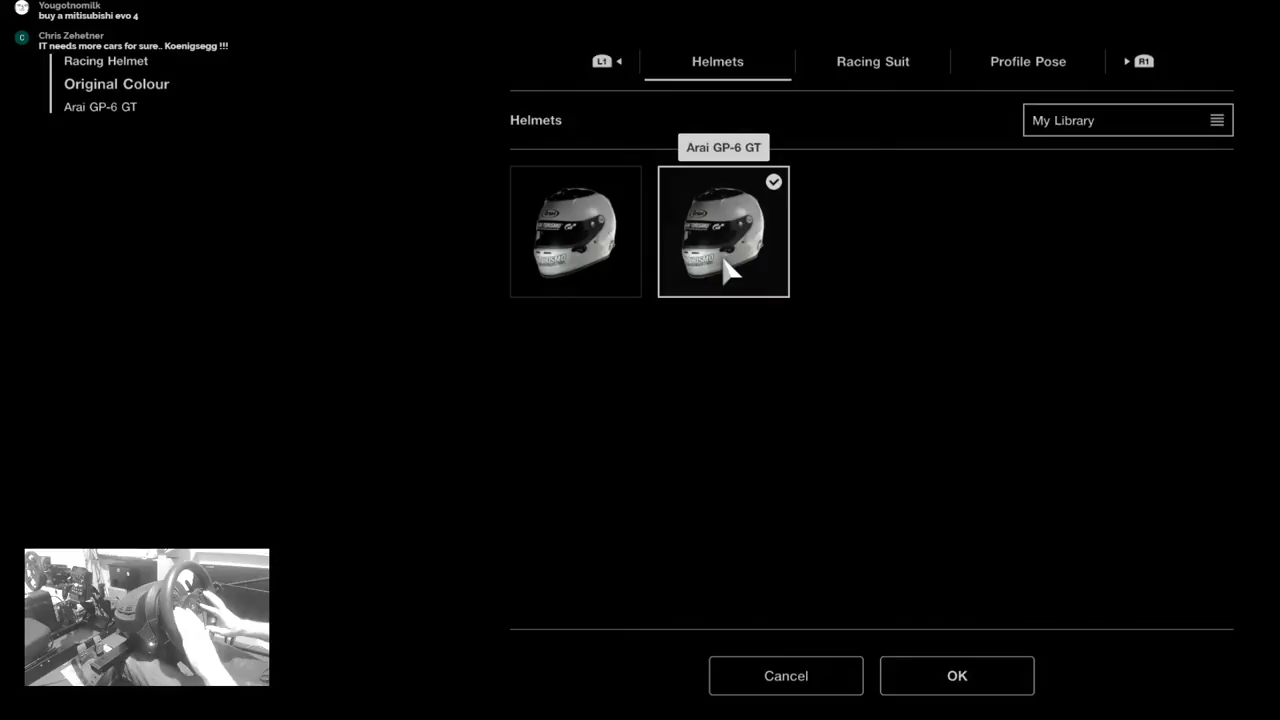 Yougotnomilk
buy a mitisubishi evo 4
C
Chris Zehetner
IT needs more cars for sure.. Koenigsegg !!!
Racing Helmet
Original Colour
Arai GP-6 GT
L1
Helmets
Racing Suit
Profile Pose
R1
Helmets
My Library
Arai GP-6 GT
Cancel
OK